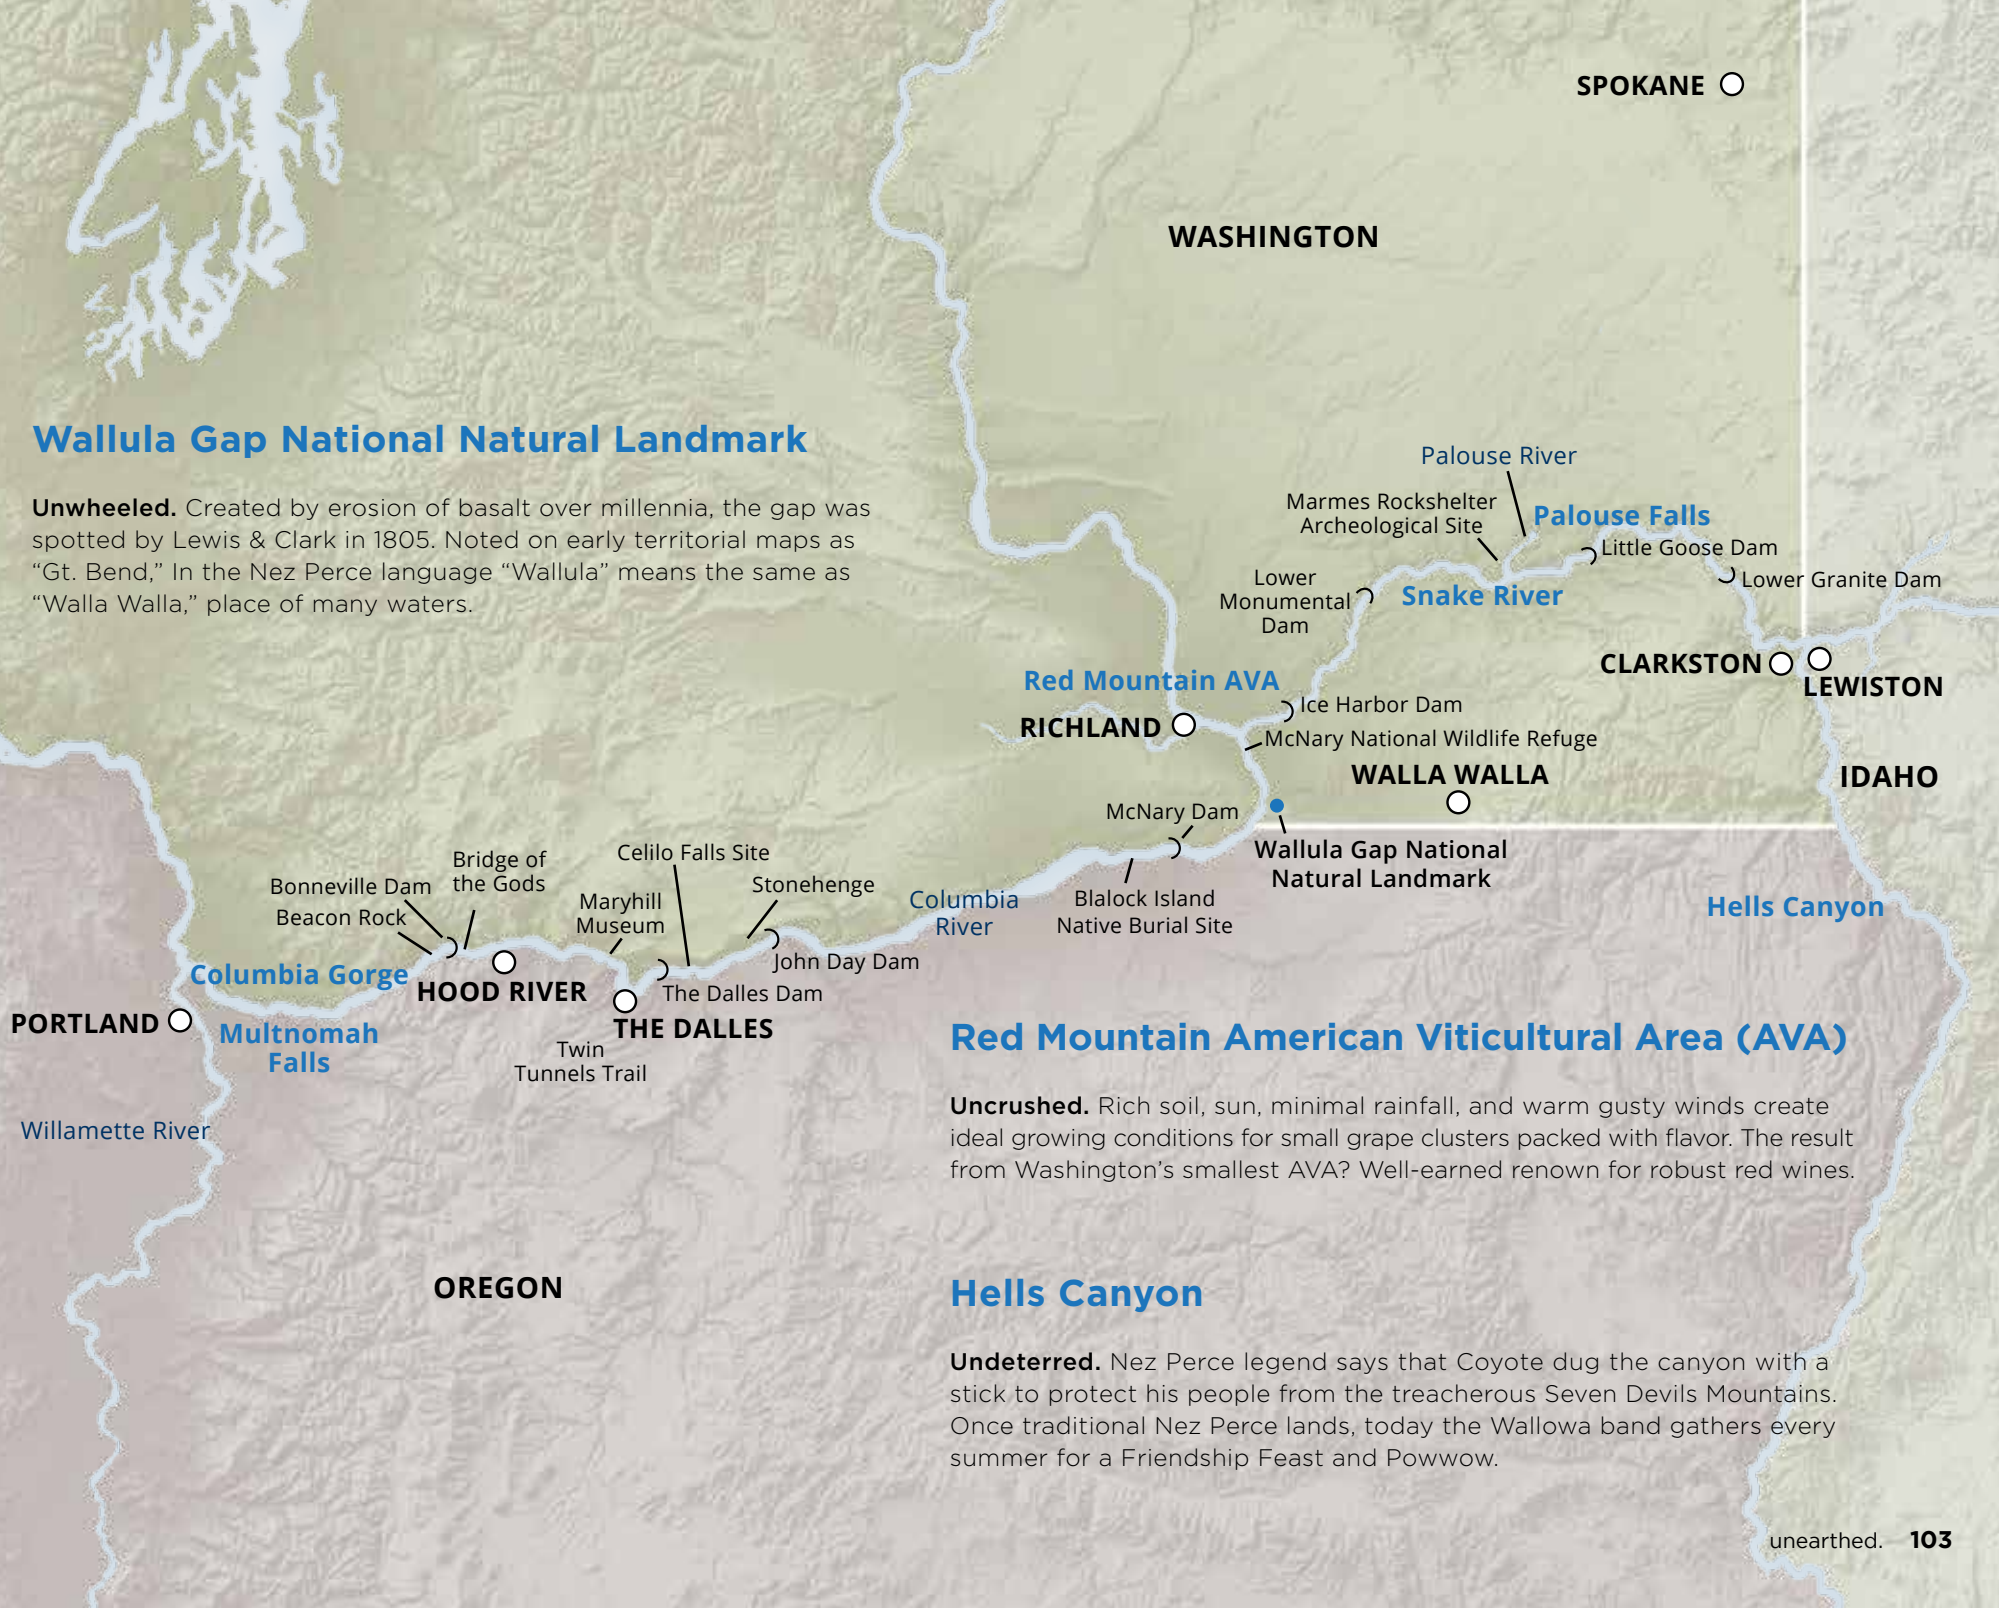 SPOKANE
WASHINGTON
Wallula Gap National Natural Landmark
Unwheeled. Created by erosion of basalt over millennia, the gap was
spotted by Lewis & Clark in 1805. Noted on early territorial maps as
“Gt. Bend,” In the Nez Perce language “Wallula” means the same as
“Walla Walla,” place of many waters.
Palouse River
Marmes Rockshelter
Archeological Site
Palouse Falls
Little Goose Dam
Lower Granite Dam
Lower
Monumental
Dam
Snake River
CLARKSTON
LEWISTON
Red Mountain AVA
RICHLAND
Ice Harbor Dam
McNary National Wildlife Refuge
WALLA WALLA
IDAHO
McNary Dam
Wallula Gap National
Natural Landmark
Blalock Island
Native Burial Site
Hells Canyon
Columbia
River
Celilo Falls Site
Stonehenge
Bridge of
the Gods
Bonneville Dam
Beacon Rock
Maryhill
Museum
John Day Dam
Columbia Gorge
HOOD RIVER
The Dalles Dam
THE DALLES
PORTLAND
Multnomah
Falls
Twin
Tunnels Trail
Willamette River
OREGON
Red Mountain American Viticultural Area (AVA)
Uncrushed. Rich soil, sun, minimal rainfall, and warm gusty winds create
ideal growing conditions for small grape clusters packed with flavor. The result
from Washington’s smallest AVA? Well-earned renown for robust red wines.
Hells Canyon
Undeterred. Nez Perce legend says that Coyote dug the canyon with a
stick to protect his people from the treacherous Seven Devils Mountains.
Once traditional Nez Perce lands, today the Wallowa band gathers every
summer for a Friendship Feast and Powwow.
unearthed. 103